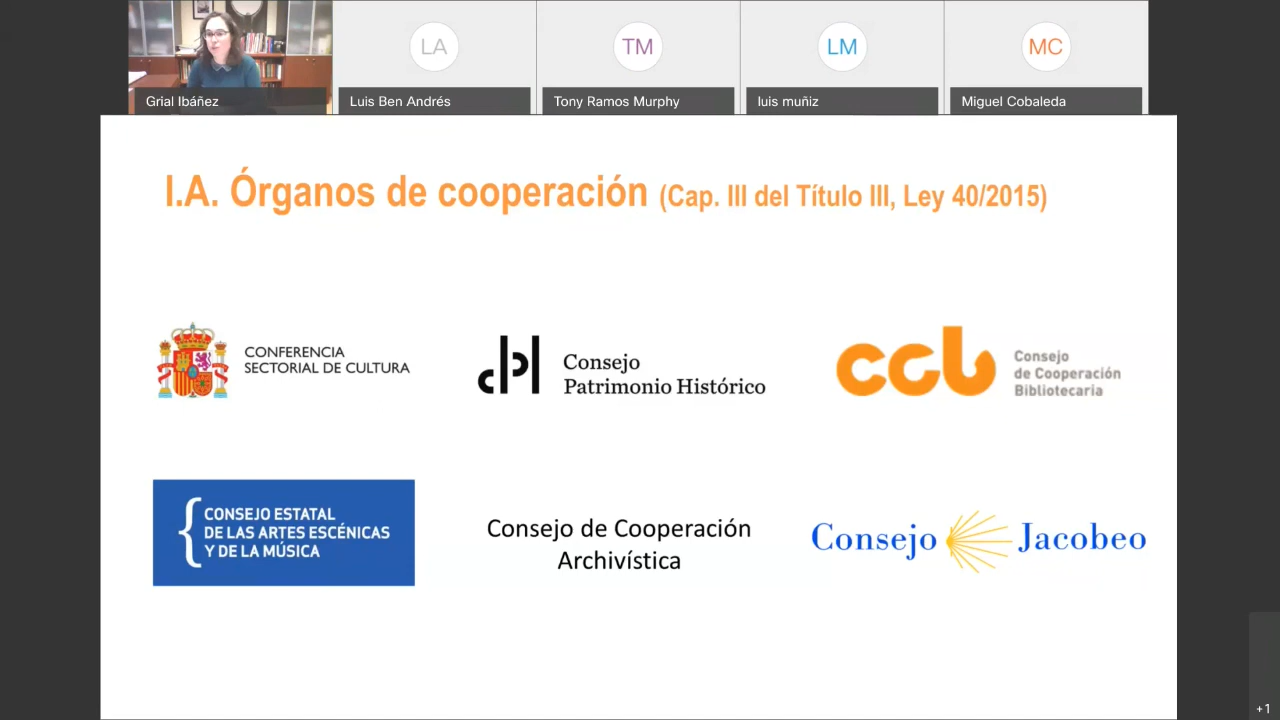 LA
TM
LM
MC
Grial Ibáñez
Luis Ben Andrés
Tony Ramos Murphy
luis muñiz
Miguel Cobaleda
I.A. Órganos de cooperación (Cap. III del Título III, Ley 40/2015)
CONFERENCIA
SECTORIAL DE CULTURA
cpH
Consejo
Patrimonio Histórico
ccb
Consejo
de Cooperación
Bibliotecaria
CONSEJO ESTATAL
DE LAS ARTES ESCÉNICAS
Y DE LA MÚSICA
Consejo de Cooperación
Archivística
Consejo Jacobeo
+1